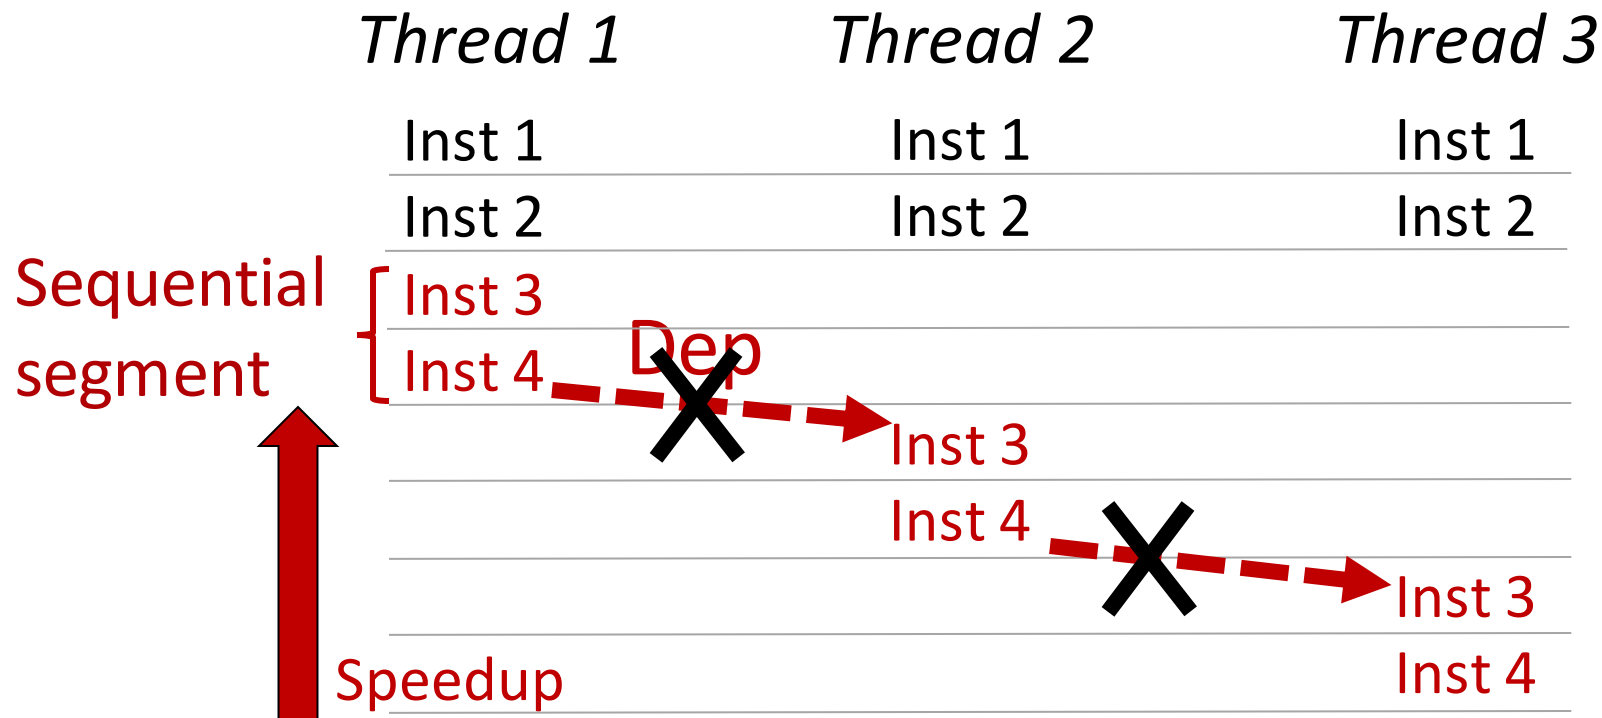 Thread 1 Thread 2 Thread 3
Inst 1 Inst 1 Inst 1
Inst 2 Inst 2 Inst 2
Sequential
segment
Inst 3
Dep
Inst 4
Inst 3
Inst 4
Inst 3
Speedup Inst 4